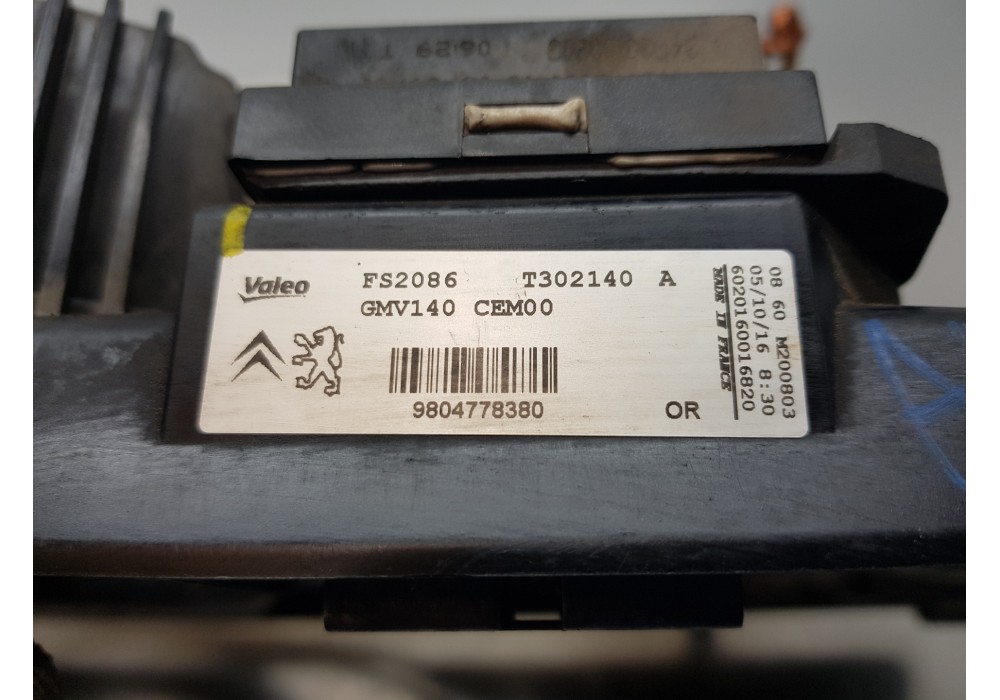 Valeo FS2086 T302140 A
GMV140 CEM00
9804778380
OR
08 60 M200803
05/10/16 8:30
6020160016820
MADE IN FRANCE